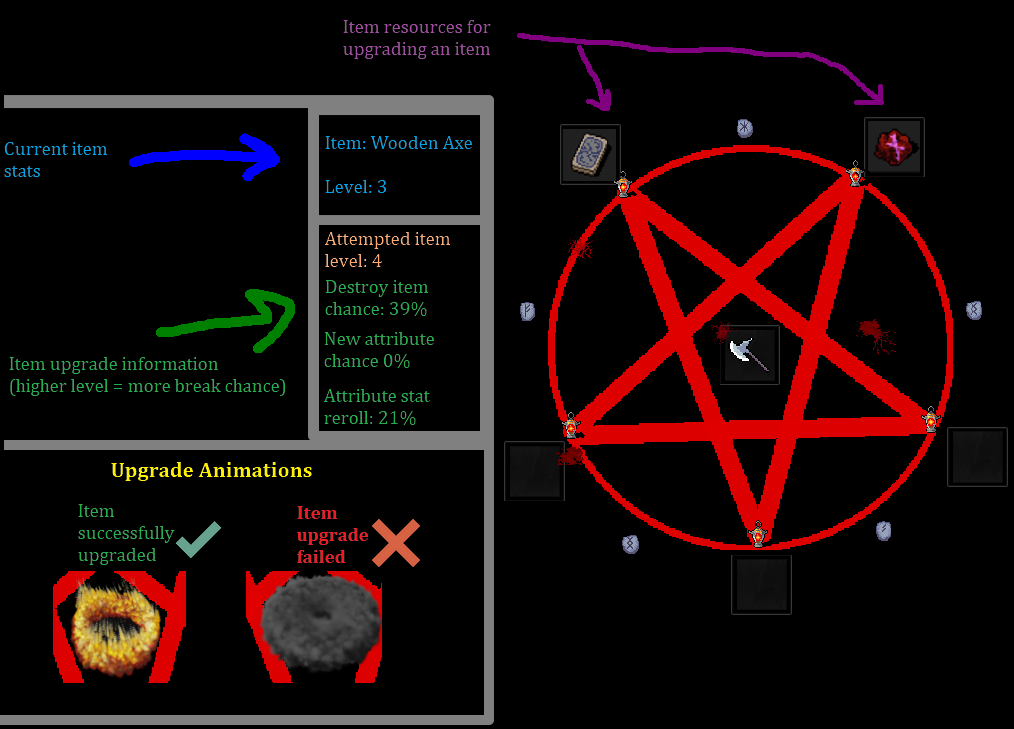 Item resources for
upgrading an item
Current item
stats
Item: Wooden Axe
Level: 3
Attempted item
level: 4
Destroy item
chance: 39%
New attribute
chance 0%
Attribute stat
reroll: 21%
Item upgrade information
(higher level = more break chance)
Upgrade Animations
Item
successfully
upgraded
Item
upgrade
failed